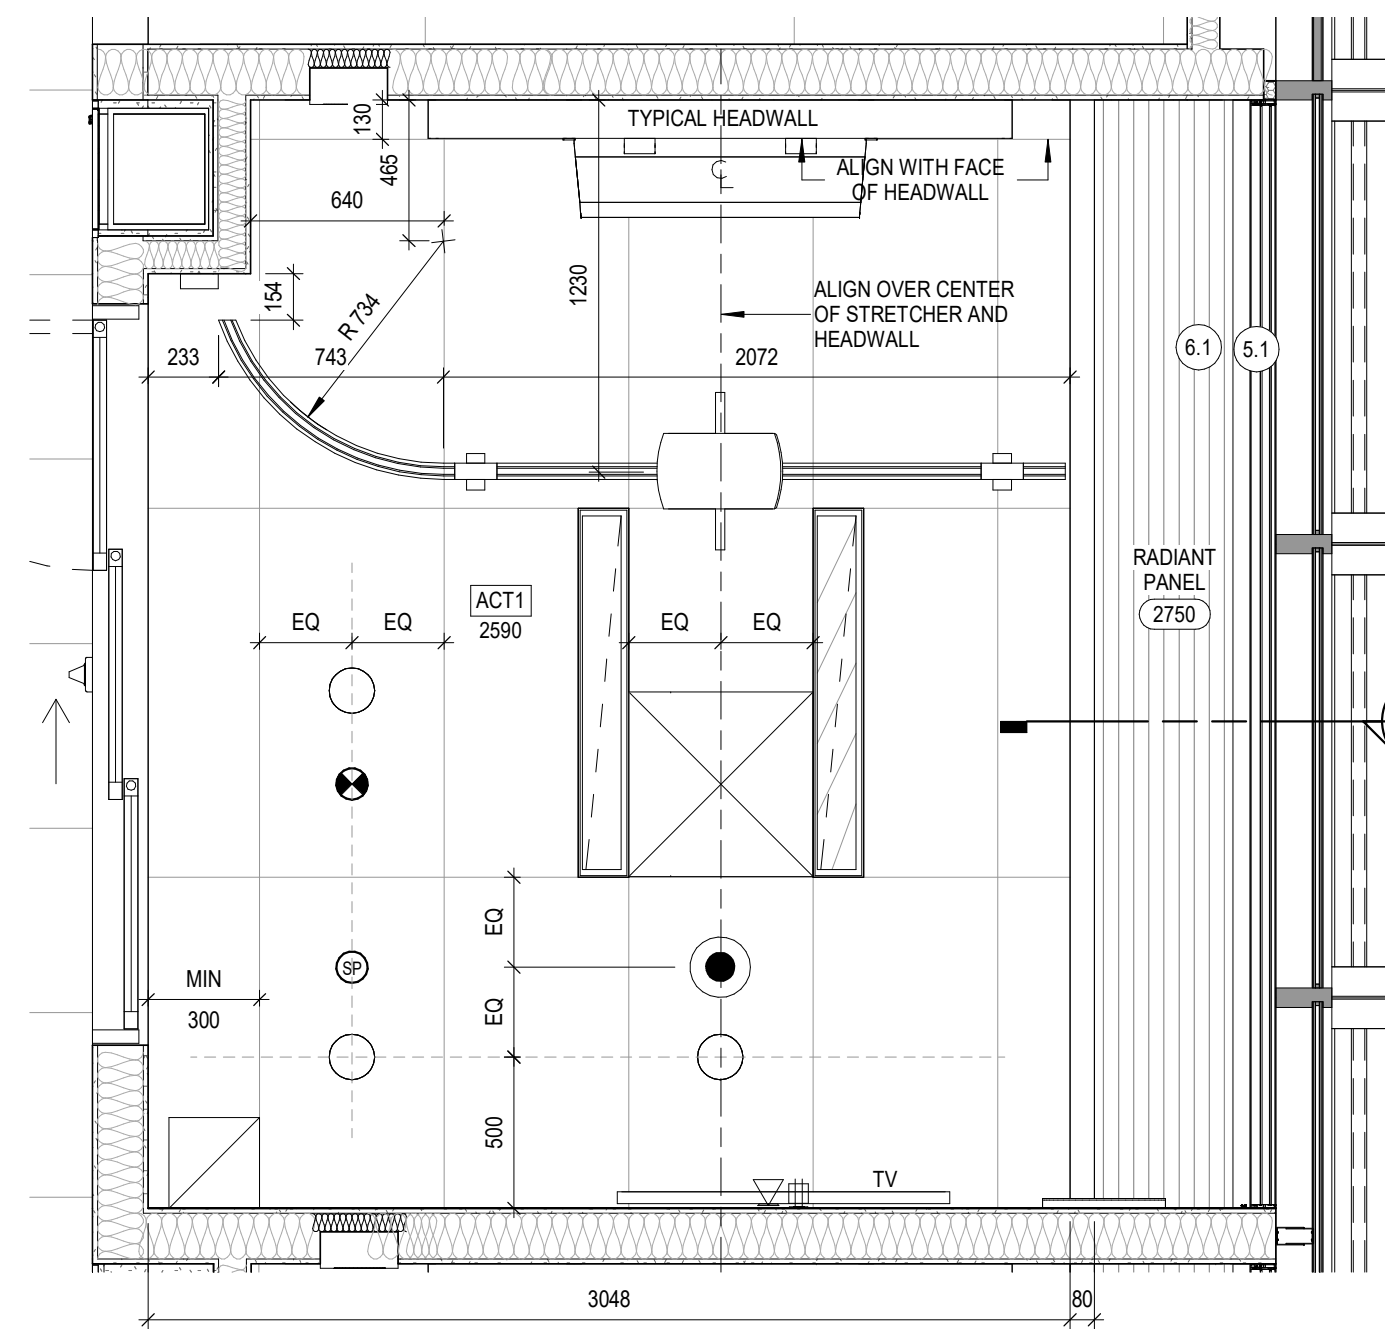 TYPICAL HEADWALL
130
465
ALIGN WITH FACE
OF HEADWALL
CL
640
1230
154
R 734
ALIGN OVER CENTER
OF STRETCHER AND
HEADWALL
233
743
2072
6.1
5.1
RADIANT
PANEL
2750
ACT1
2590
EQ
EQ
EQ
EQ
EQ
SP
MIN
300
EQ
500
TV
3048
80